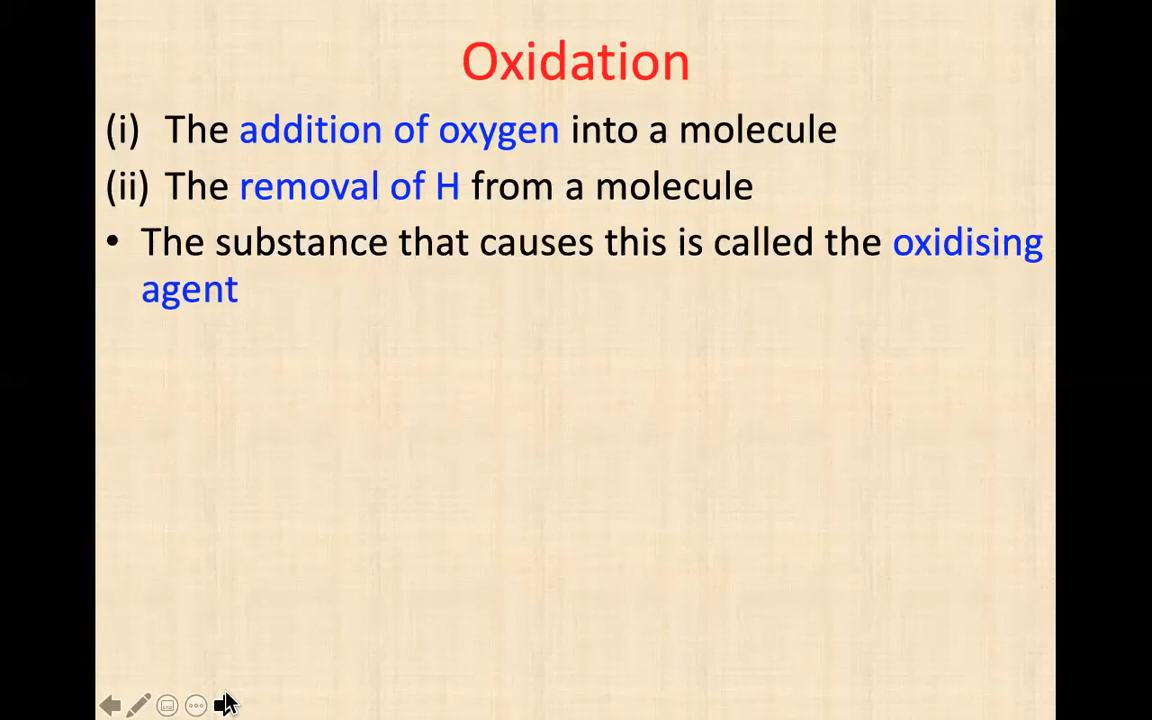 Oxidation
(i) The addition of oxygen into a molecule
(ii) The removal of H from a molecule
• The substance that causes this is called the oxidising
agent